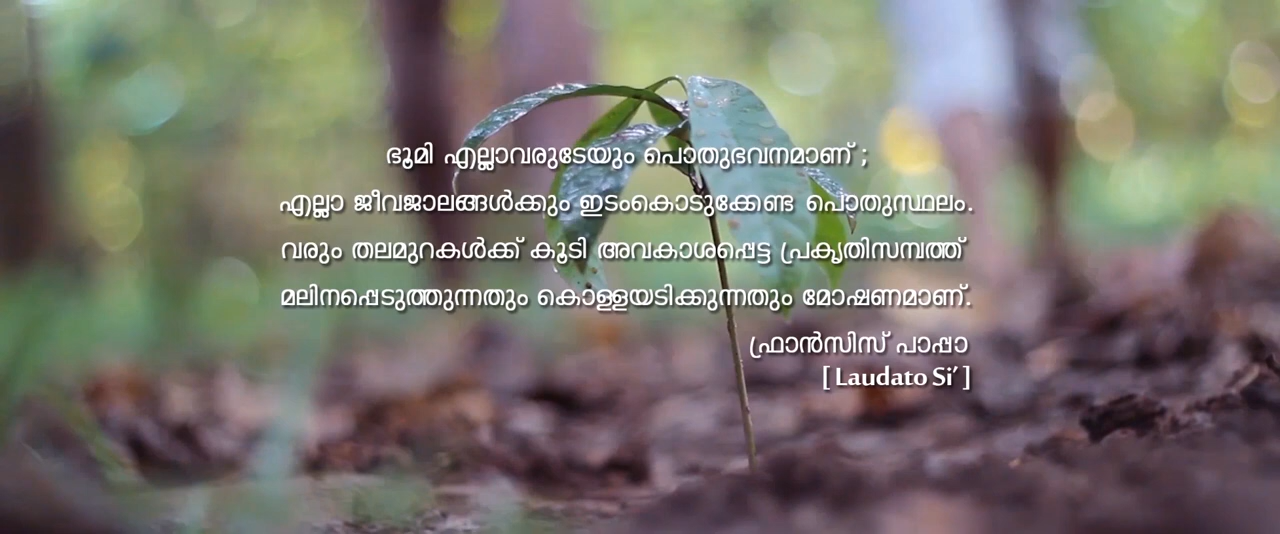 ഭൂമി എല്ലാവരുടേയും പൊതുഭവനമാണ് ;
എല്ലാ ജീവജാലങ്ങൾക്കും ഇടംകൊടുക്കേണ്ട പൊതുസ്ഥലം.
വരും തലമുറകൾക്ക് കൂടി അവകാശപ്പെട്ട പ്രകൃതിസമ്പത്ത്
മലിനപ്പെടുത്തുന്നതും കൊള്ളയടിക്കുന്നതും മോഷണമാണ്.
ഫ്രാൻസിസ് പാപ്പാ
[ Laudato Si’ ]